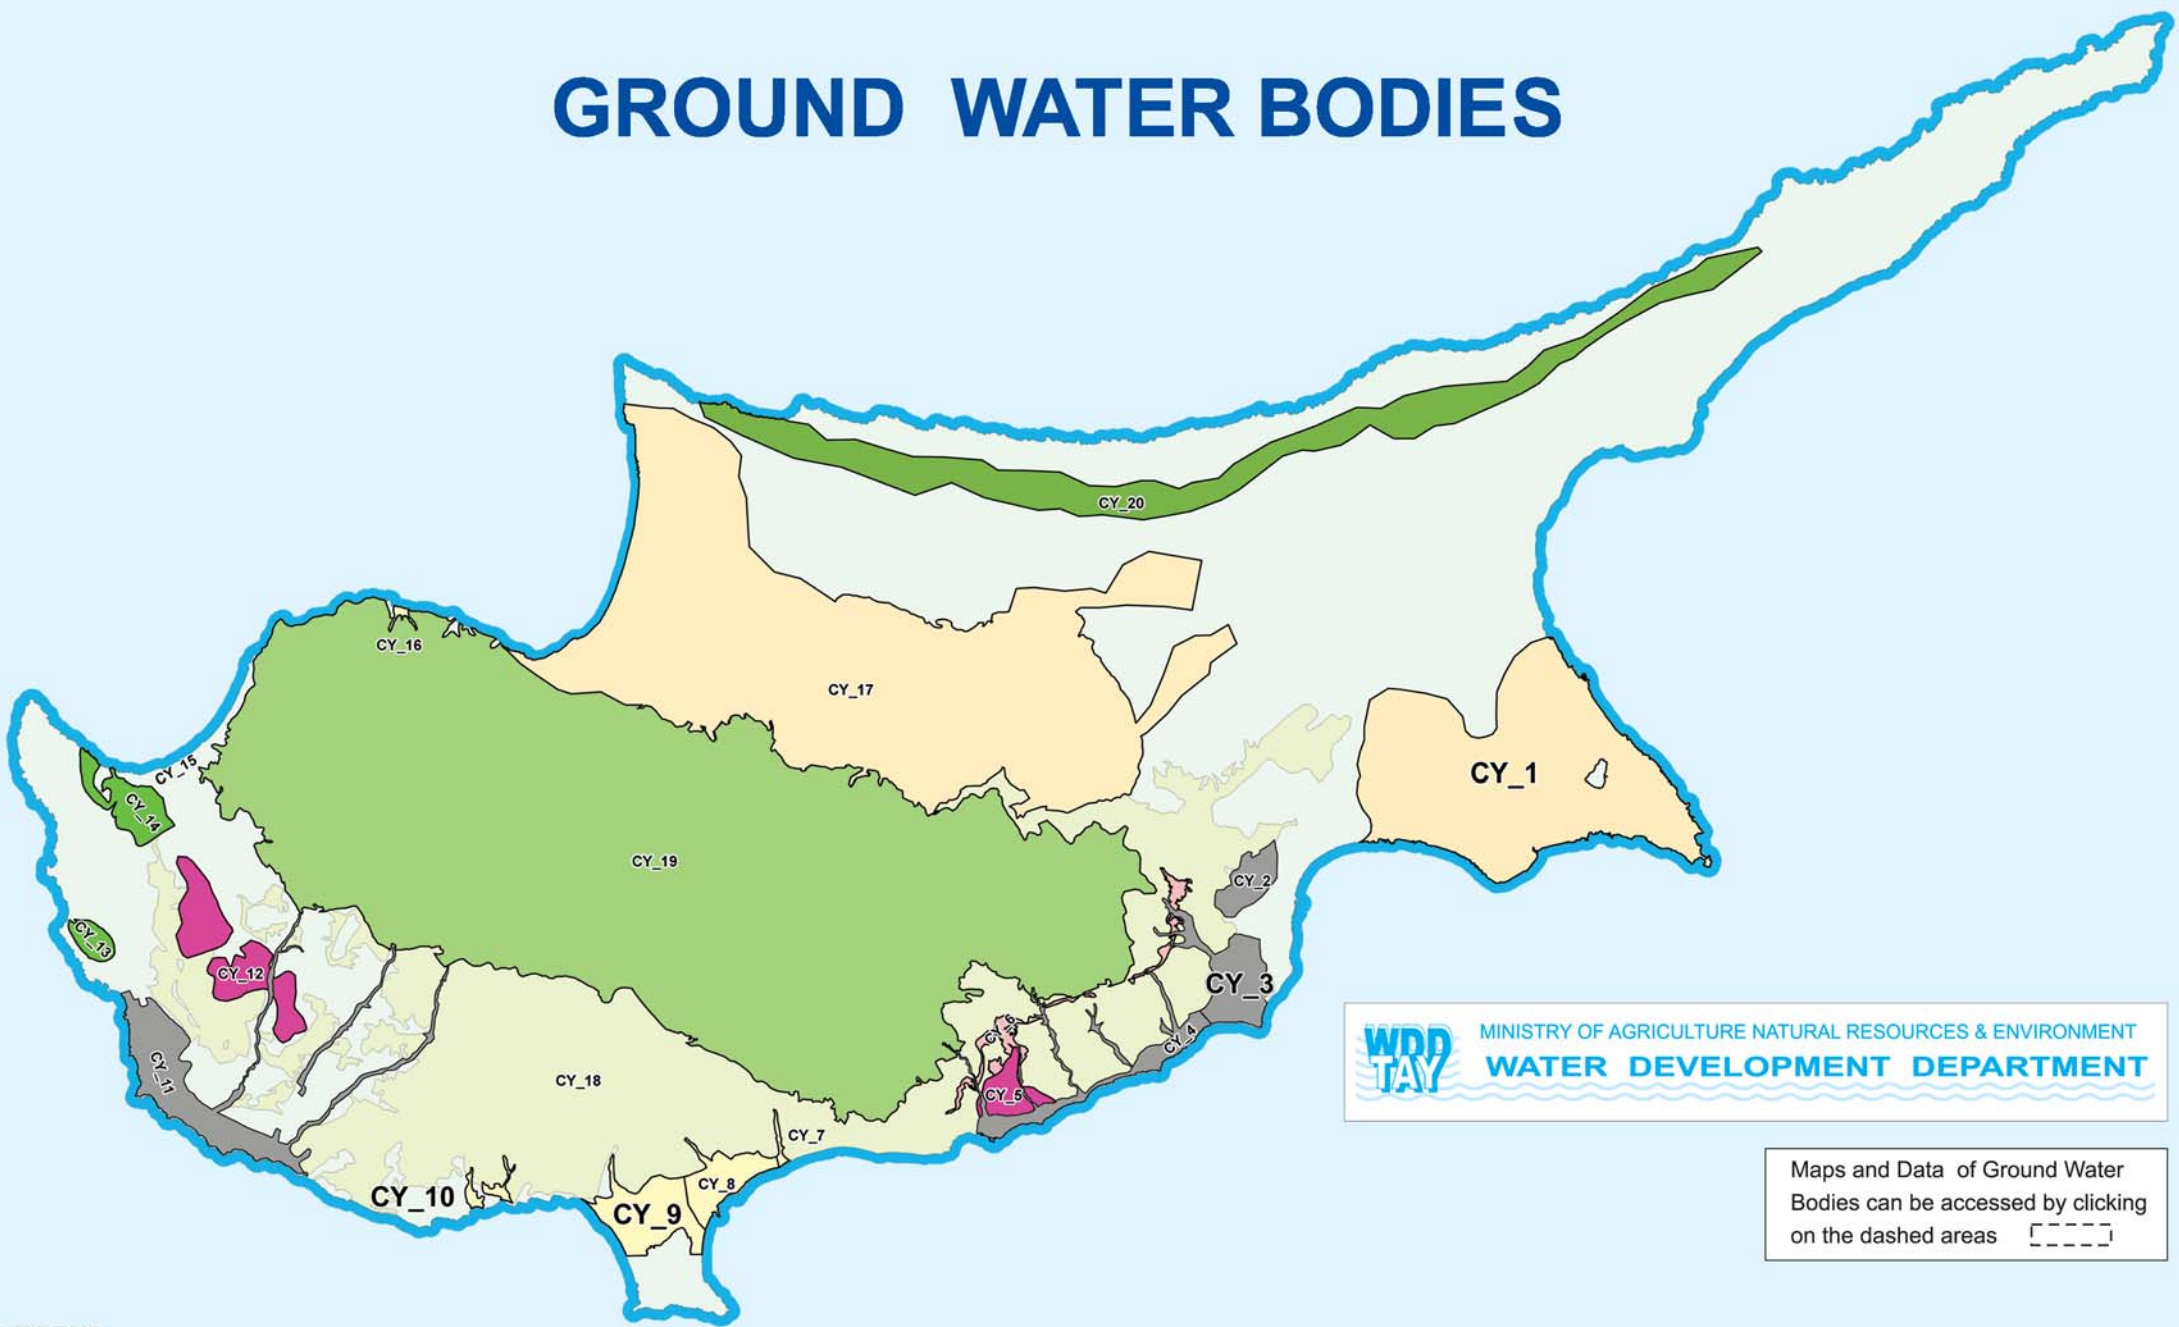 GROUND WATER BODIES
CY_20
CY_16
CY_17
CY_15
CY_1
CY_14
CY_19
CY_2
CY_13
CY_12
CY_3
CY_6
CY_4
CY_11
CY_18
CY_5
CY_7
CY_8
CY_10
CY_9
WDD
TAY
MINISTRY OF AGRICULTURE NATURAL RESOURCES & ENVIRONMENT
WATER DEVELOPMENT DEPARTMENT
Maps and Data of Ground Water
Bodies can be accessed by clicking
on the dashed areas